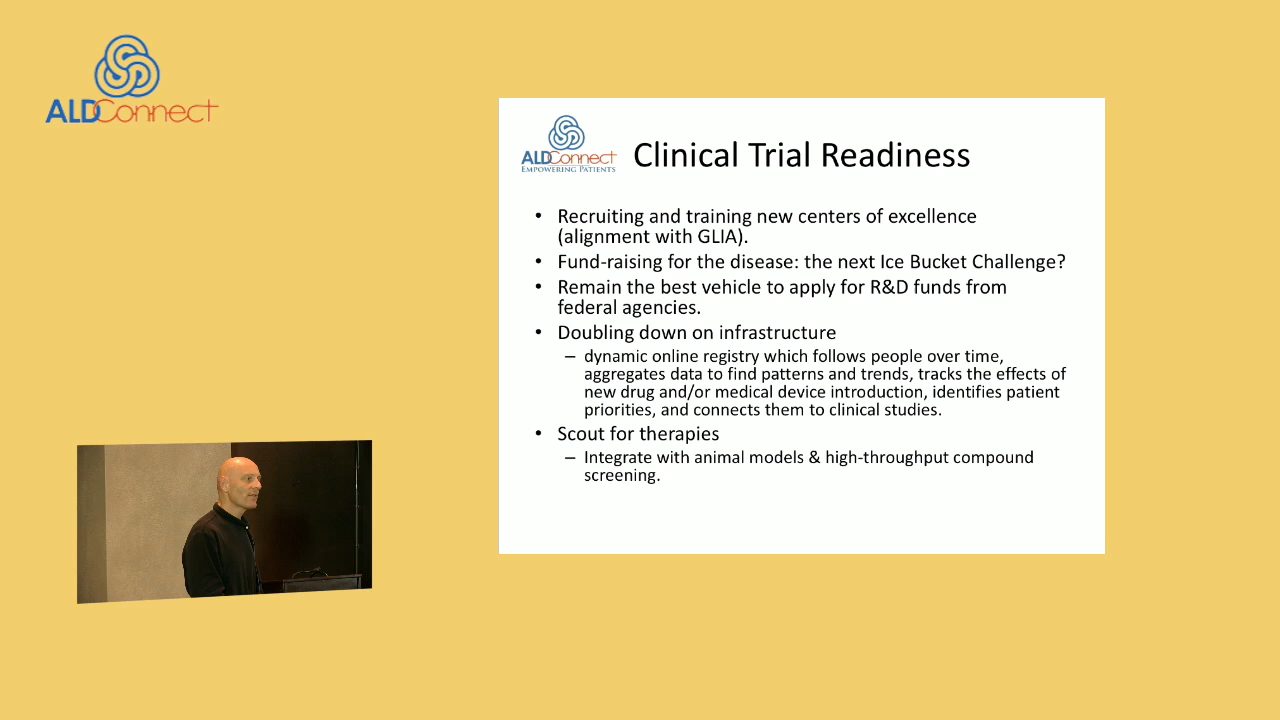 ALDConnect
ALDConnect
EMPOWERING PATIENTS
Clinical Trial Readiness
• Recruiting and training new centers of excellence
(alignment with GLIA).
• Fund-raising for the disease: the next Ice Bucket Challenge?
• Remain the best vehicle to apply for R&D funds from
federal agencies.
• Doubling down on infrastructure
– dynamic online registry which follows people over time,
aggregates data to find patterns and trends, tracks the effects of
new drug and/or medical device introduction, identifies patient
priorities, and connects them to clinical studies.
• Scout for therapies
– Integrate with animal models & high-throughput compound
screening.